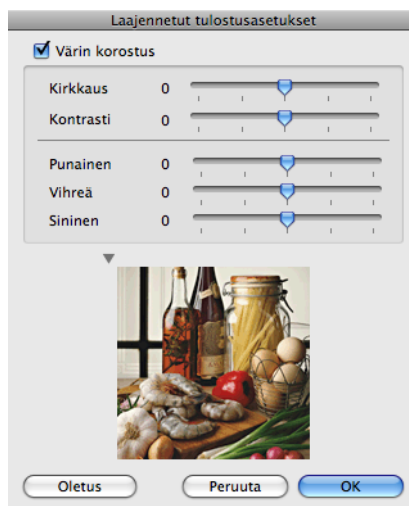 Laajennetut tulostusasetukset
Värin korostus
Kirkkaus 0
Kontrasti 0
Punainen 0
Vihreä 0
Sininen 0
Oletus Peruuta OK